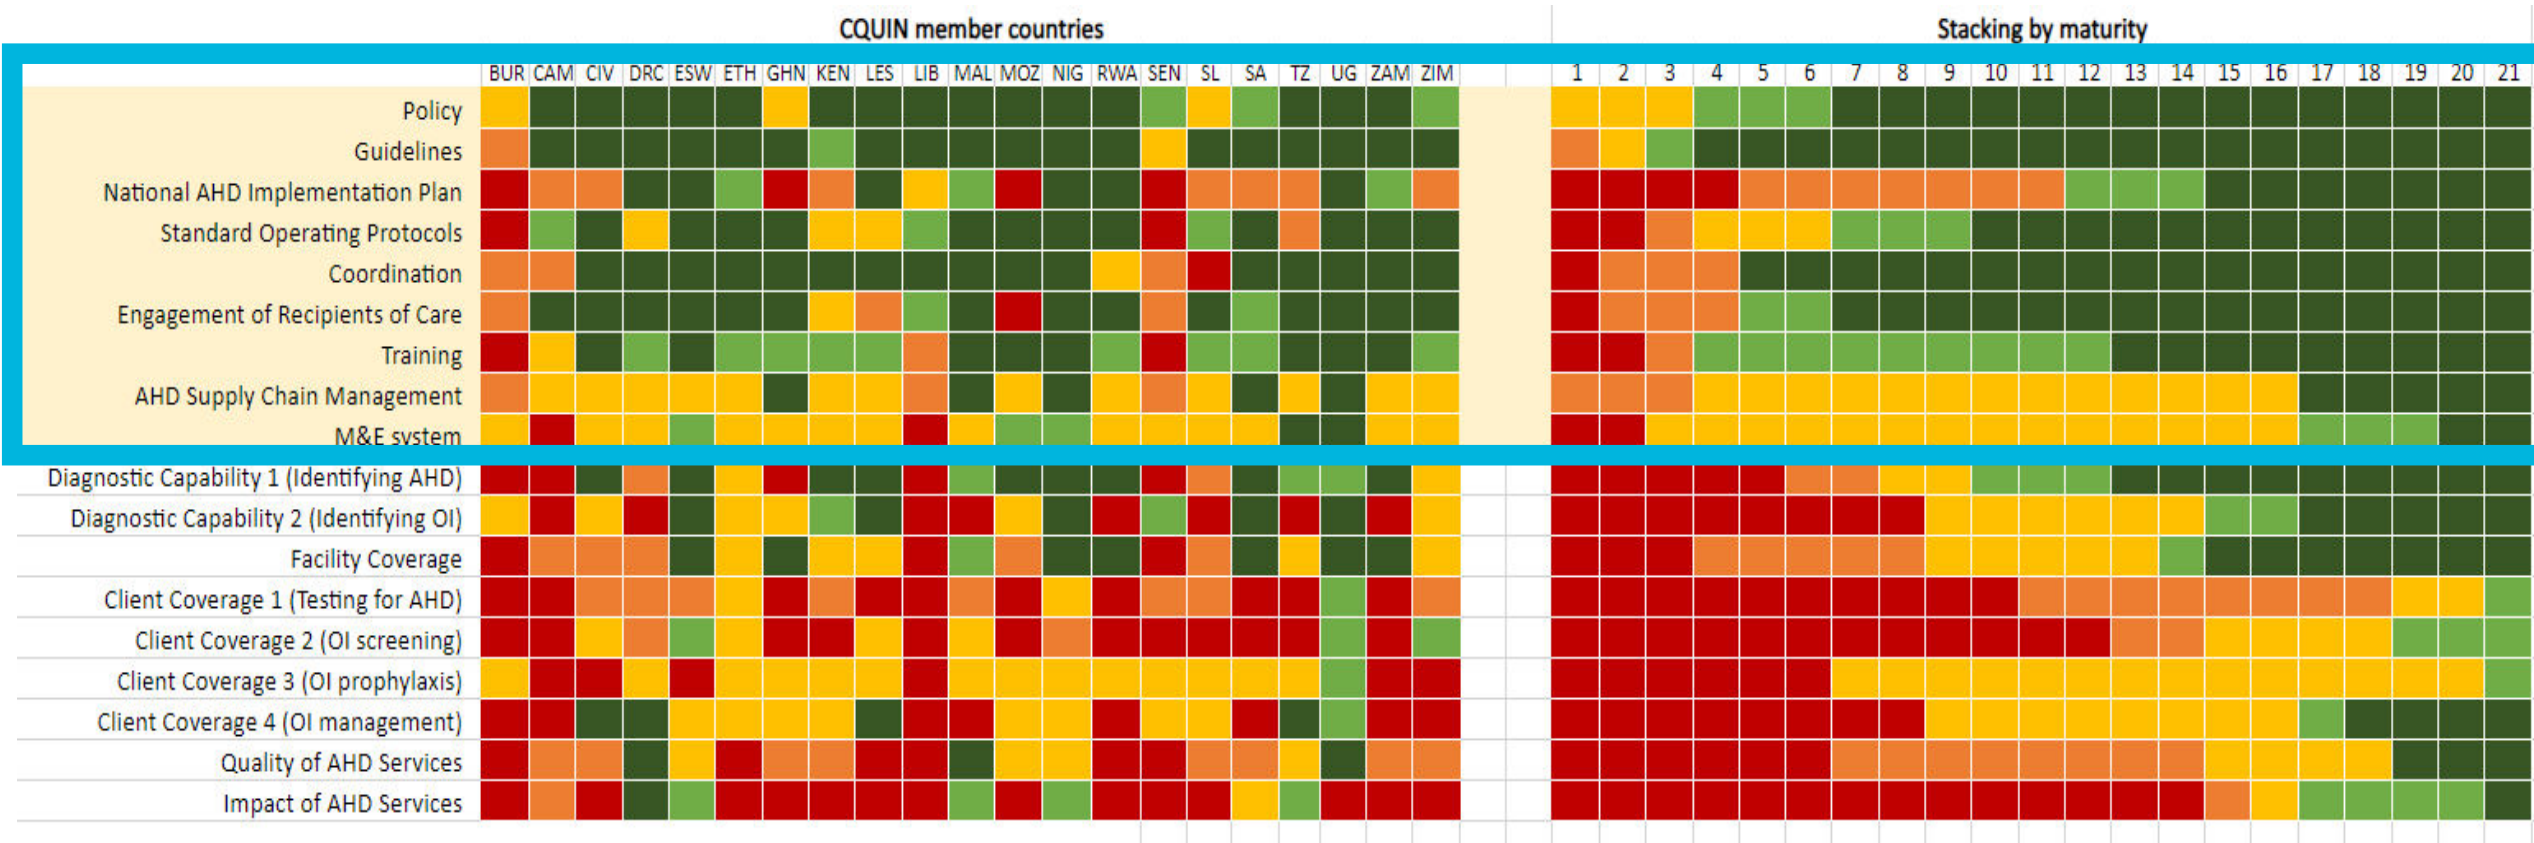 CQUIN member countries Stacking by maturity
BUR CAM CIV DRC ESW ETH GHN KEN LES LIB MAL MOZ NIG RWA SEN SL SA TZ UG ZAM ZIM 1 2 3 4 5 6 7 8 9 10 11 12 13 14 15 16 17 18 19 20 21
Policy
Guidelines
National AHD Implementation Plan
Standard Operating Protocols
Coordination
Engagement of Recipients of Care
Training
AHD Supply Chain Management
M&E system
Diagnostic Capability 1 (Identifying AHD)
Diagnostic Capability 2 (Identifying OI)
Facility Coverage
Client Coverage 1 (Testing for AHD)
Client Coverage 2 (OI screening)
Client Coverage 3 (OI prophylaxis)
Client Coverage 4 (OI management)
Quality of AHD Services
Impact of AHD Services